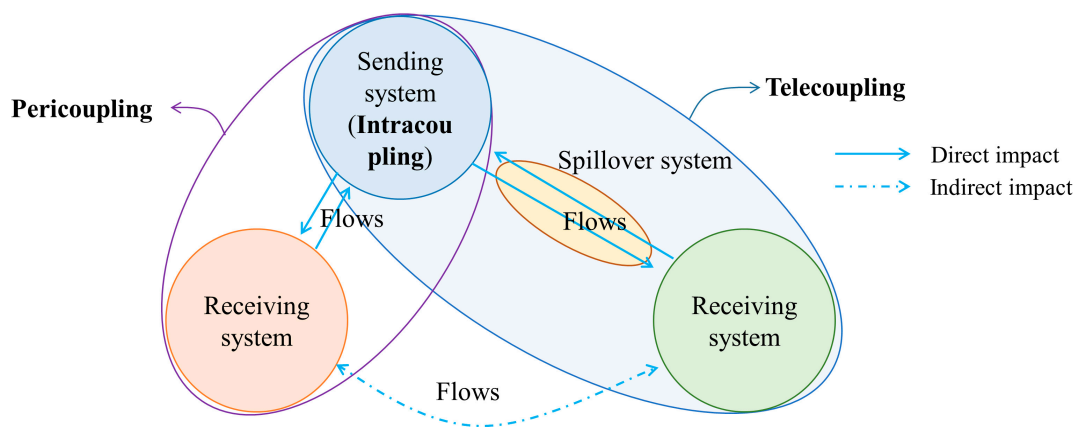 Sending
system
(Intracou
pling)
Pericoupling
Telecoupling
Spillover system
Direct impact
Indirect impact
Flows
Flows
Receiving
system
Receiving
system
Flows